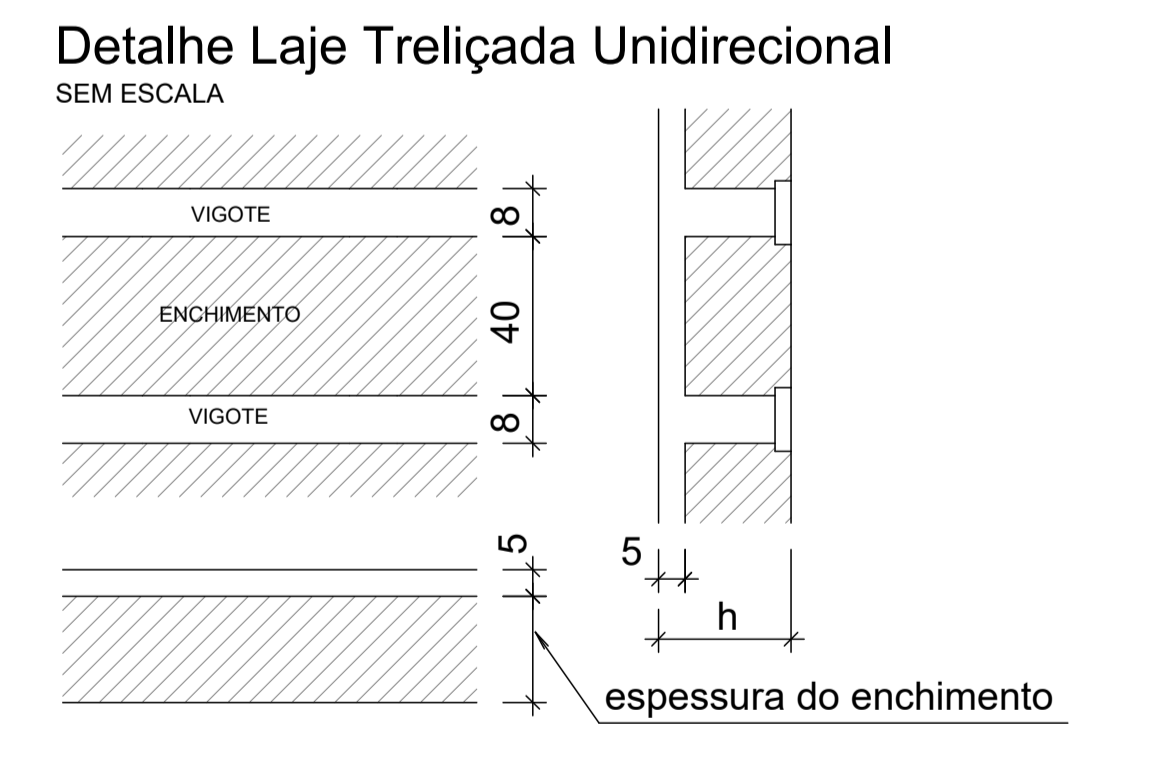 Detalhe Laje Treliçada Unidirecional
SEM ESCALA
VIGOTE
8
ENCHIMENTO
40
VIGOTE
8
5
5
h
espessura do enchimento